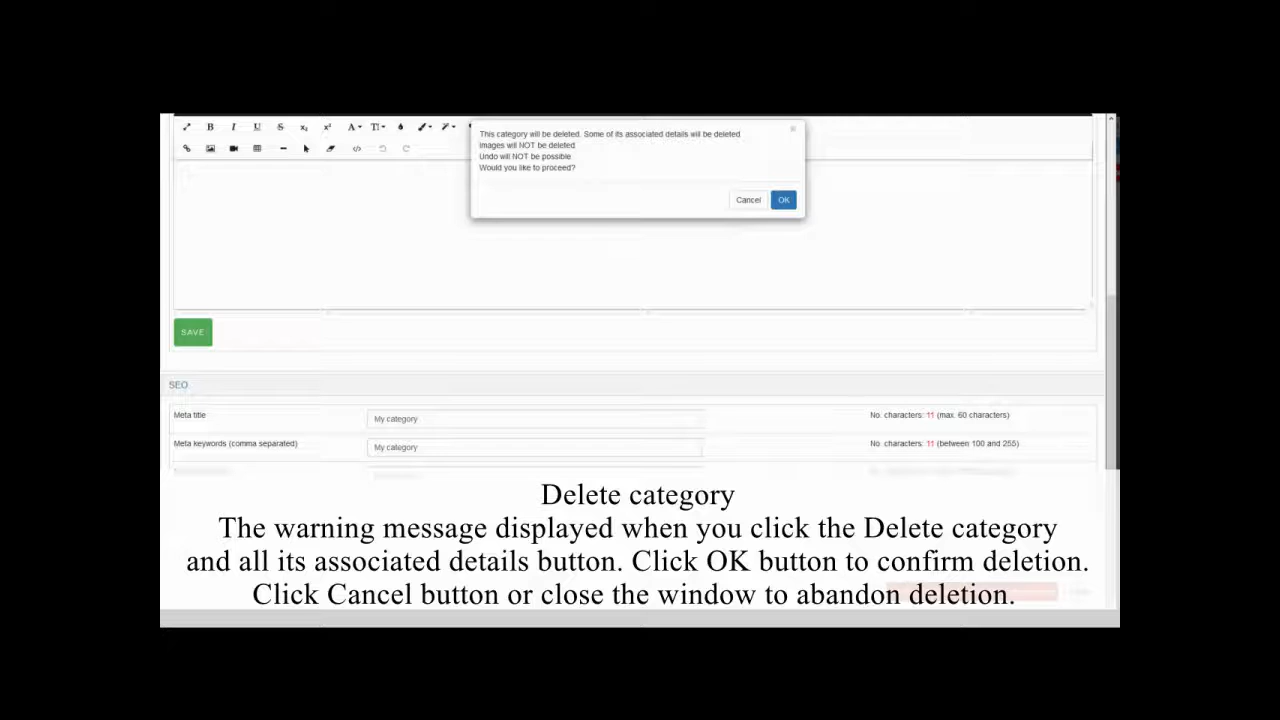 This category will be deleted. Some of its associated details will be deleted
Images will NOT be deleted
Undo will NOT be possible
Would you like to proceed?
Cancel OK
SAVE
SEO
Meta title My category No. characters: 11 (max. 60 characters)
Meta keywords (comma separated) My category No. characters: 11 (between 100 and 255)
Delete category
The warning message displayed when you click the Delete category
and all its associated details button. Click OK button to confirm deletion.
Click Cancel button or close the window to abandon deletion.